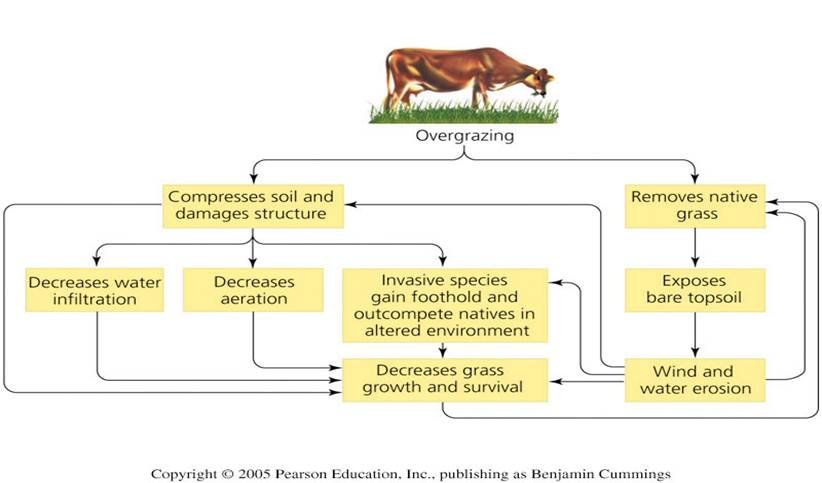 Overgrazing
Compresses soil and
damages structure
Removes native
grass
Decreases water
infiltration
Decreases
aeration
Invasive species
gain foothold and
outcompete natives in
altered environment
Exposes
bare topsoil
Decreases grass
growth and survival
Wind and
water erosion
Copyright © 2005 Pearson Education, Inc., publishing as Benjamin Cummings